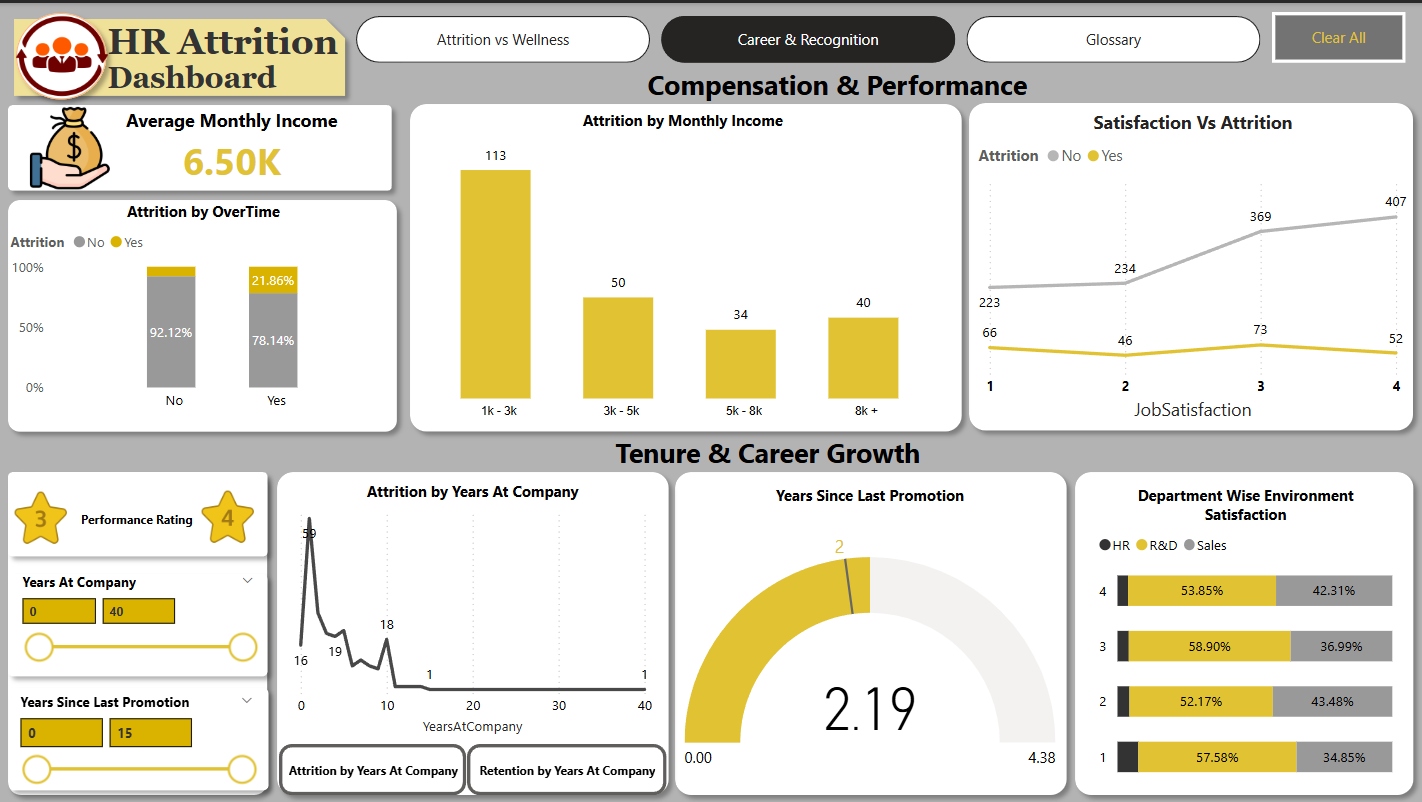 HR Attrition
Dashboard
Attrition vs Wellness
Career & Recognition
Glossary
Clear All
Compensation & Performance
Average Monthly Income
6.50K
$
Attrition by OverTime
Attrition No Yes
100%
50%
0%
92.12%
21.86%
78.14%
No Yes
Attrition by Monthly Income
113
50
34
40
1k - 3k 3k - 5k 5k - 8k 8k +
Satisfaction Vs Attrition
Attrition No Yes
223 234 369 407
66 46 73 52
1 2 3 4
JobSatisfaction
Tenure & Career Growth
3 Performance Rating 4
Years At Company
0 40
Years Since Last Promotion
0 15
Attrition by Years At Company
59
16 19 18 1 1
0 10 20 30 40
YearsAtCompany
Attrition by Years At Company
Retention by Years At Company
Years Since Last Promotion
2
2.19
0.00 4.38
Department Wise Environment
Satisfaction
HR R&D Sales
4 53.85% 42.31%
3 58.90% 36.99%
2 52.17% 43.48%
1 57.58% 34.85%